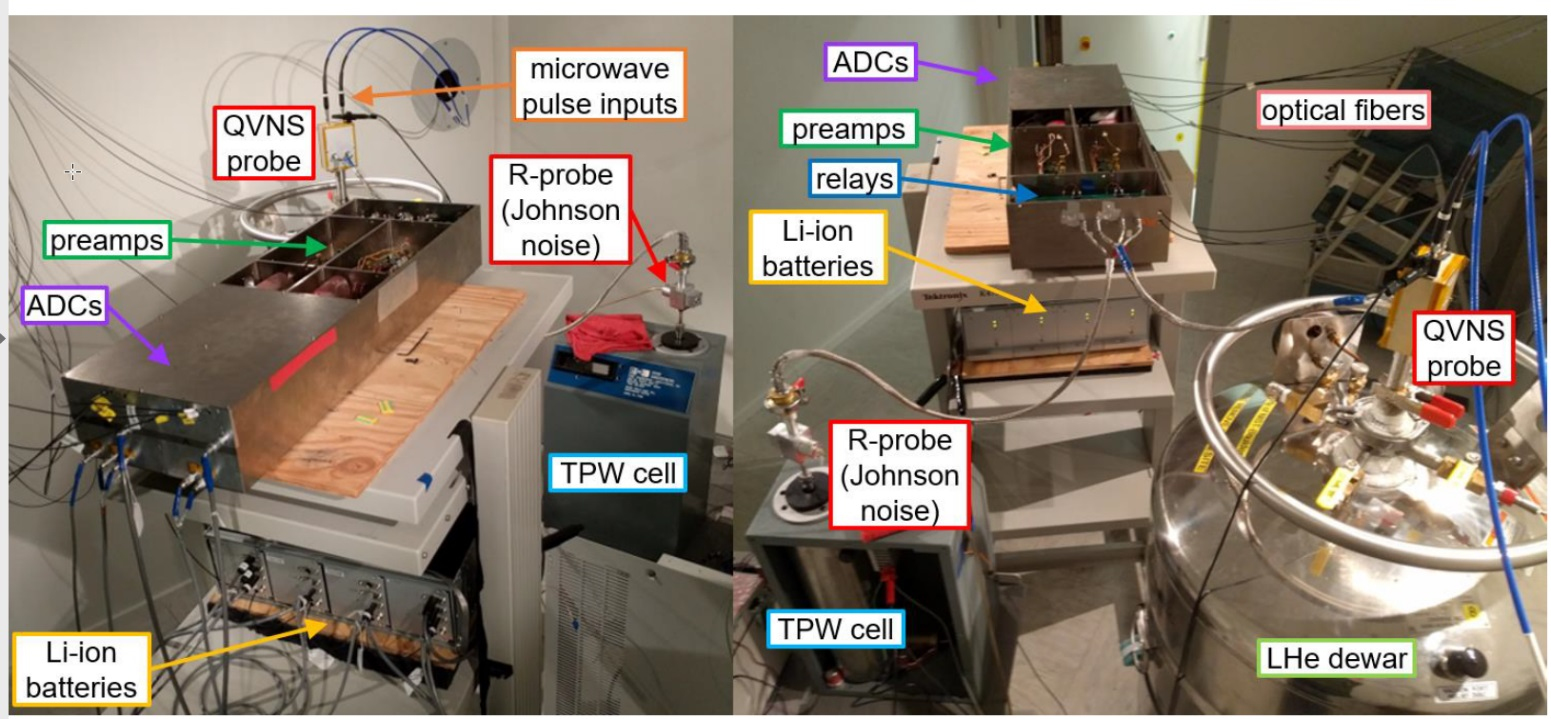 microwave
pulse inputs
QVNS
probe
R-probe
(Johnson
noise)
preamps
ADCs
TPW cell
Li-ion
batteries
ADCs
optical fibers
preamps
relays
Li-ion
batteries
Tektronix
QVNS
probe
R-probe
(Johnson
noise)
TPW cell
LHe dewar